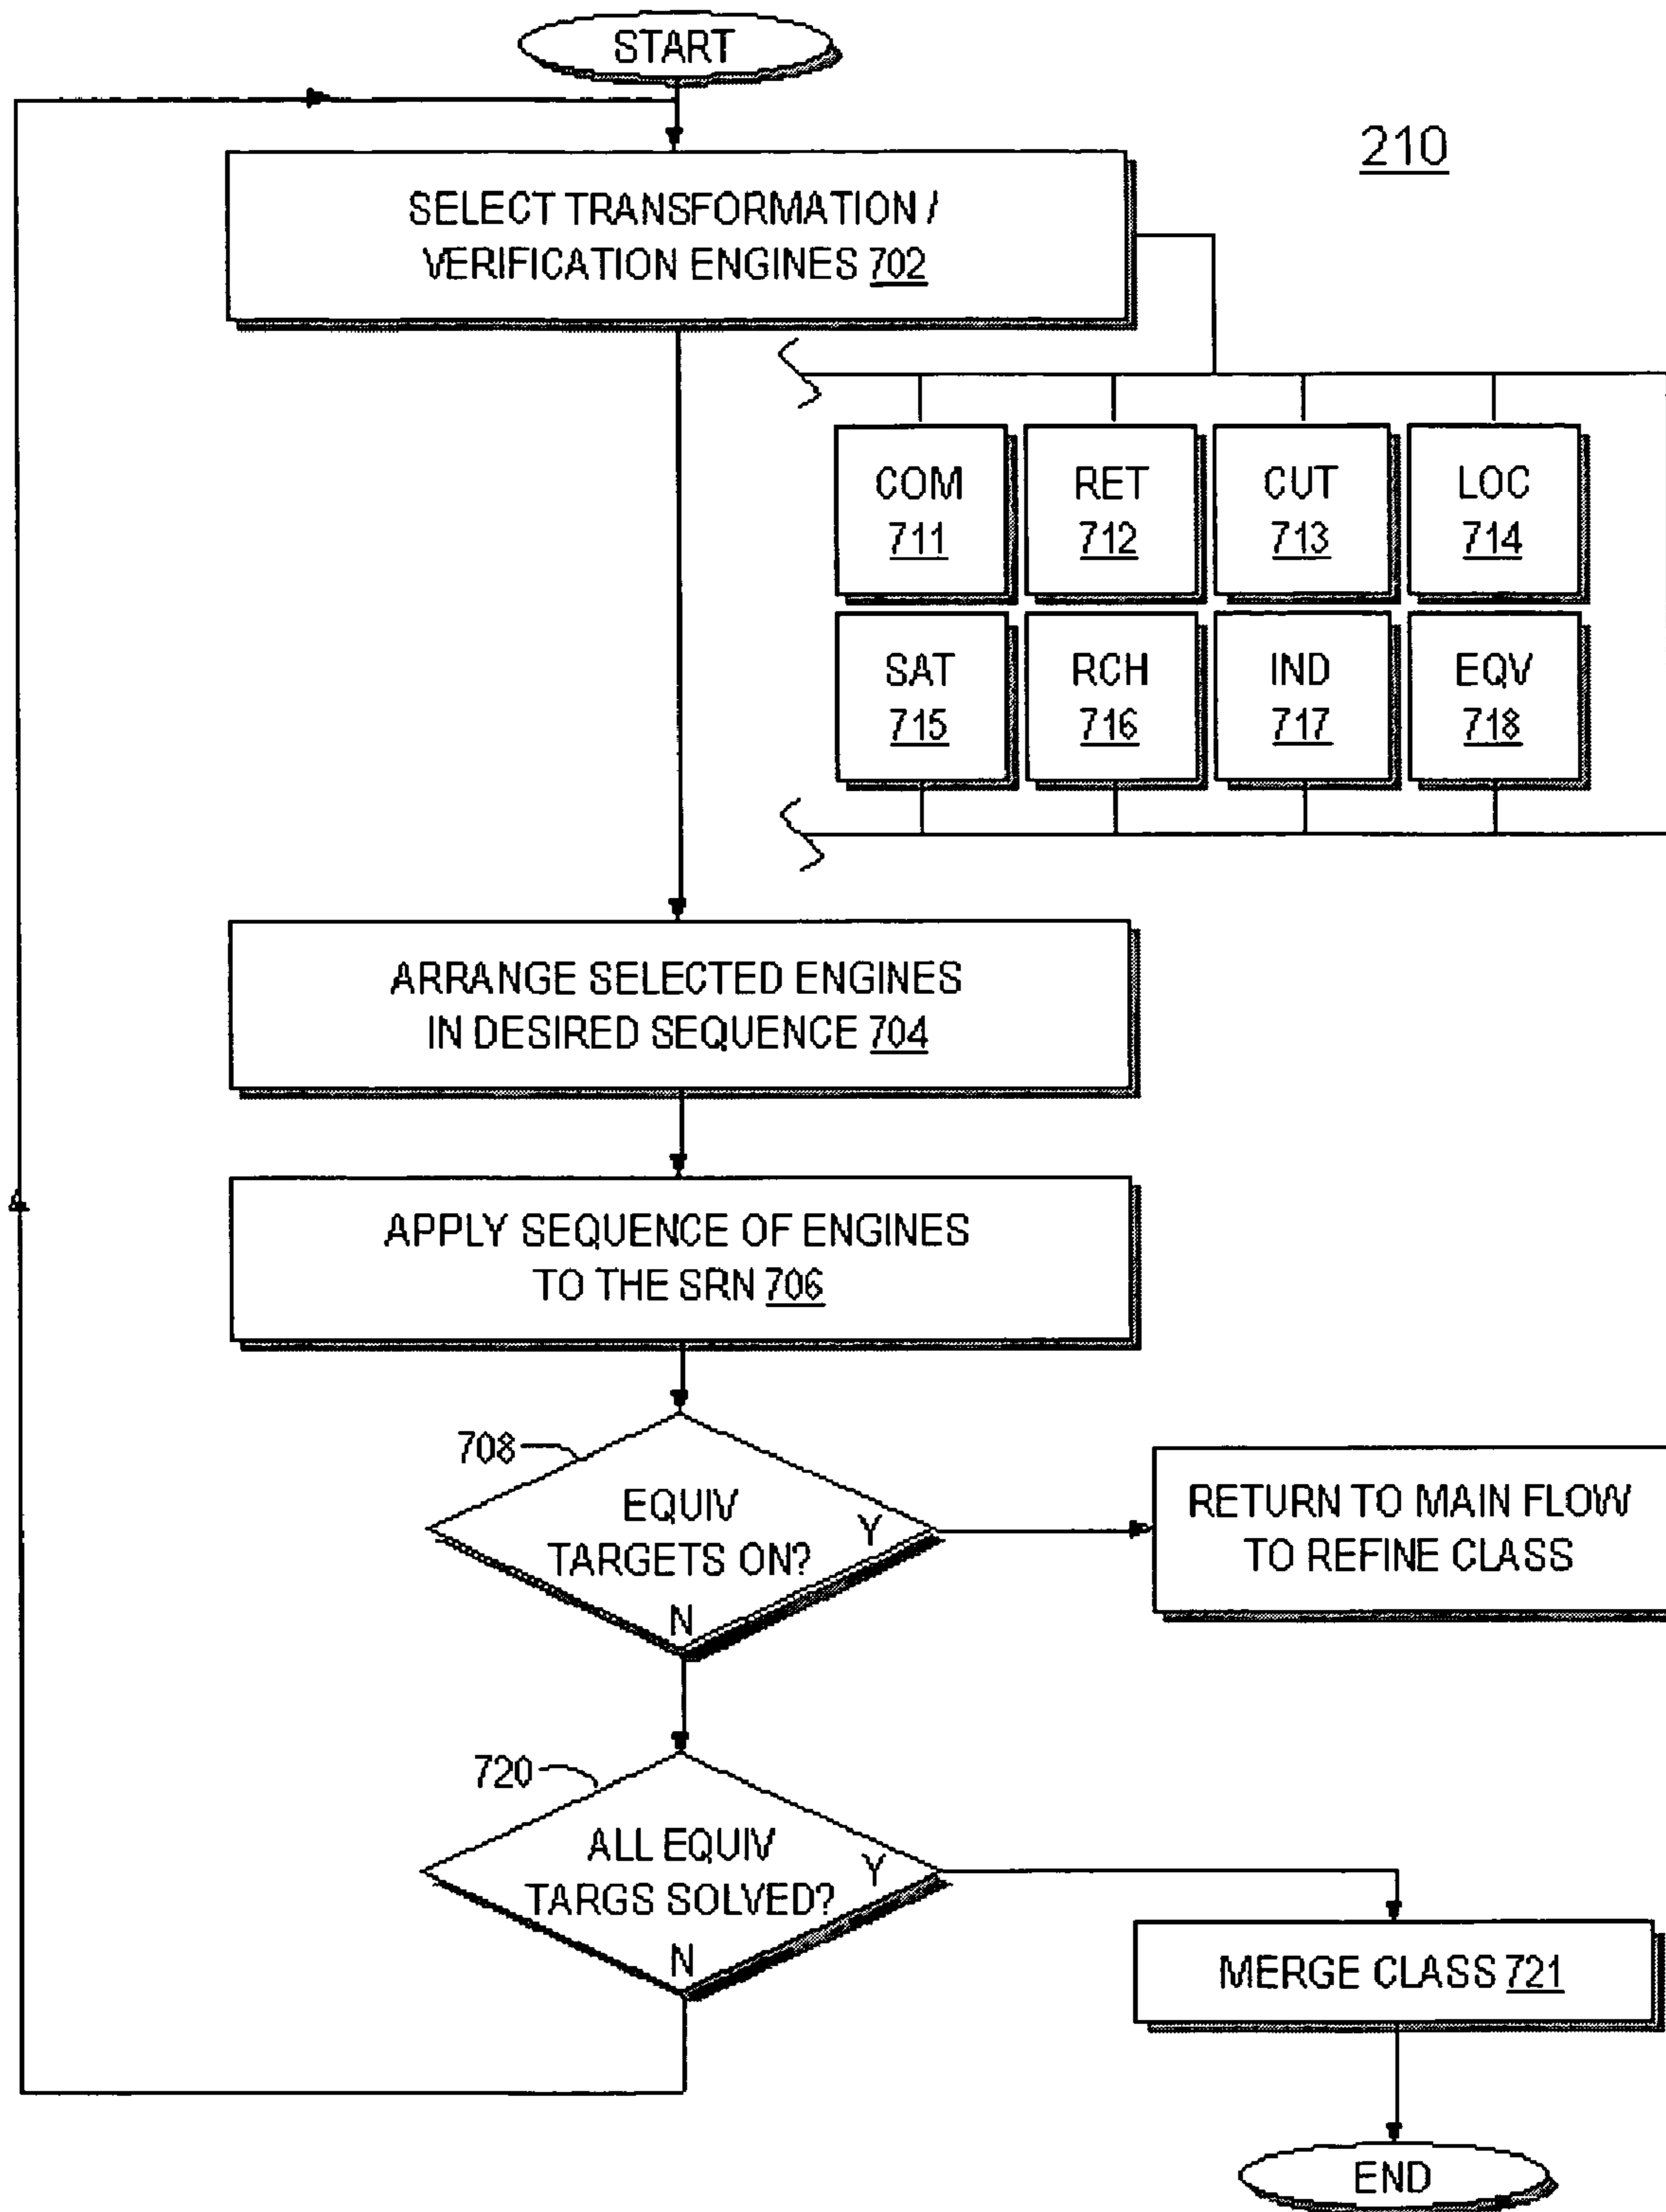 START
210
SELECT TRANSFORMATION /
VERIFICATION ENGINES 702
COM
711
RET
712
CUT
713
LOC
714
SAT
715
RCH
716
IND
717
EQV
718
ARRANGE SELECTED ENGINES
IN DESIRED SEQUENCE 704
APPLY SEQUENCE OF ENGINES
TO THE SRN 706
708
EQUIV
TARGETS ON?
Y
N
RETURN TO MAIN FLOW
TO REFINE CLASS
720
ALL EQUIV
TARGS SOLVED?
Y
N
MERGE CLASS 721
END